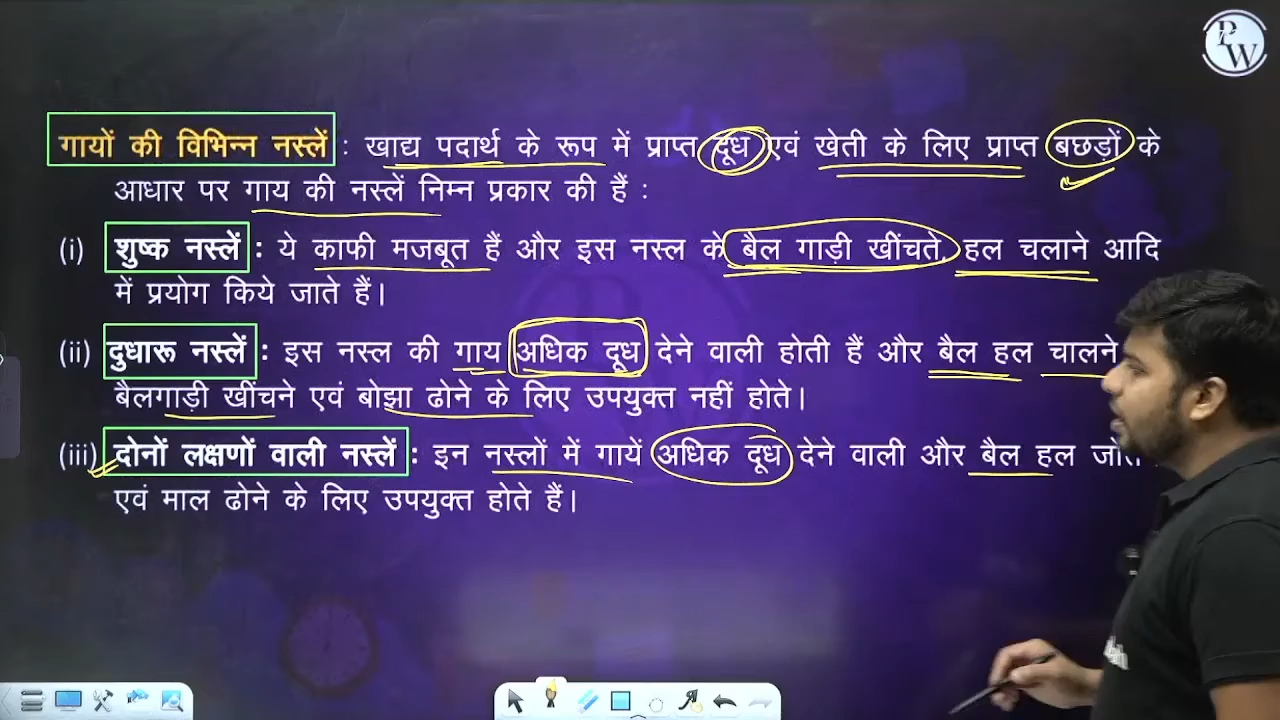 PW
गायों की विभिन्न नस्लें : खाद्य पदार्थ के रूप में प्राप्त दूध एवं खेती के लिए प्राप्त बछड़ों के
आधार पर गाय की नस्लें निम्न प्रकार की हैं :
(i) शुष्क नस्लें : ये काफी मजबूत हैं और इस नस्ल के बैल गाड़ी खींचते, हल चलाने आदि
में प्रयोग किये जाते हैं।
(ii) दुधारू नस्लें : इस नस्ल की गाय अधिक दूध देने वाली होती हैं और बैल हल चालने
बैलगाड़ी खींचने एवं बोझा ढोने के लिए उपयुक्त नहीं होते।
(iii) दोनों लक्षणों वाली नस्लें : इन नस्लों में गायें अधिक दूध देने वाली और बैल हल
एवं माल ढोने के लिए उपयुक्त होते हैं।